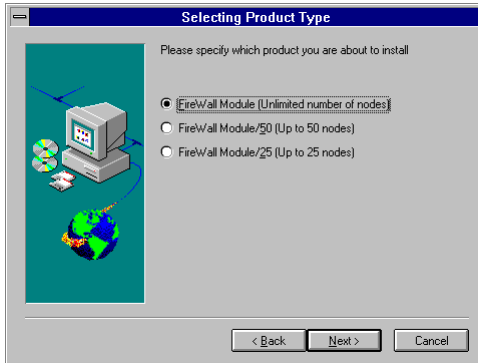 Selecting Product Type
Please specify which product you are about to install
FireWall Module (Unlimited number of nodes)
FireWall Module/50 (Up to 50 nodes)
FireWall Module/25 (Up to 25 nodes)
< Back Next > Cancel